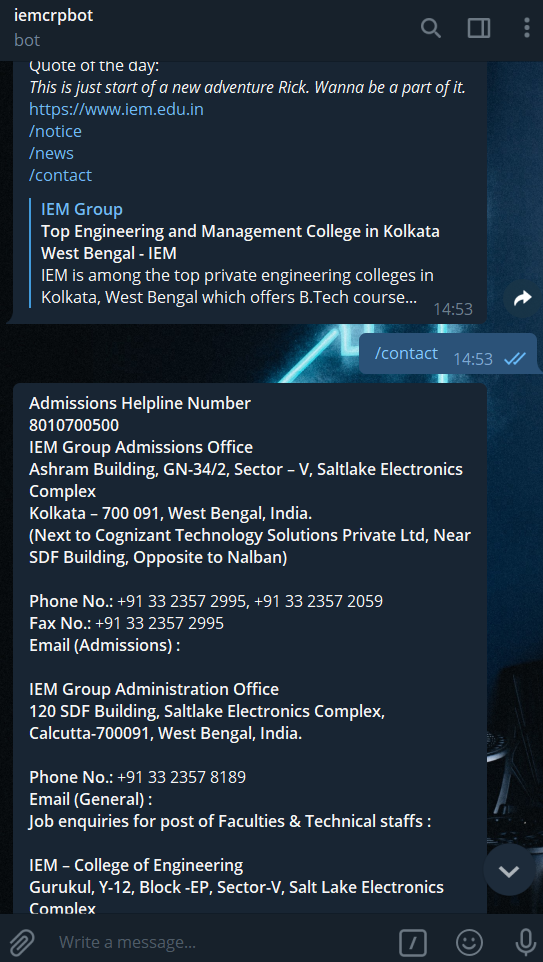 iemcrpbot
bot
Quote of the day:
This is just start of a new adventure Rick. Wanna be a part of it.
https://www.iem.edu.in
/notice
/news
/contact
IEM Group
Top Engineering and Management College in Kolkata
West Bengal - IEM
IEM is among the top private engineering colleges in
Kolkata, West Bengal which offers B.Tech course...
14:53
/contact 14:53
Admissions Helpline Number
8010700500
IEM Group Admissions Office
Ashram Building, GN-34/2, Sector – V, Saltlake Electronics
Complex
Kolkata – 700 091, West Bengal, India.
(Next to Cognizant Technology Solutions Private Ltd, Near
SDF Building, Opposite to Nalban)
Phone No.: +91 33 2357 2995, +91 33 2357 2059
Fax No.: +91 33 2357 2995
Email (Admissions) :
IEM Group Administration Office
120 SDF Building, Saltlake Electronics Complex,
Calcutta-700091, West Bengal, India.
Phone No.: +91 33 2357 8189
Email (General) :
Job enquiries for post of Faculties & Technical staffs :
IEM – College of Engineering
Gurukul, Y-12, Block -EP, Sector-V, Salt Lake Electronics
Complex
Write a message...